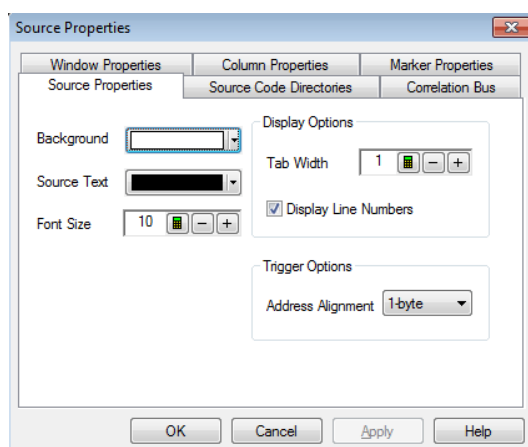 Source Properties
Window Properties Column Properties Marker Properties
Source Properties Source Code Directories Correlation Bus
Background
Source Text
Font Size 10
Display Options
Tab Width 1
Display Line Numbers
Trigger Options
Address Alignment 1-byte
OK Cancel Apply Help